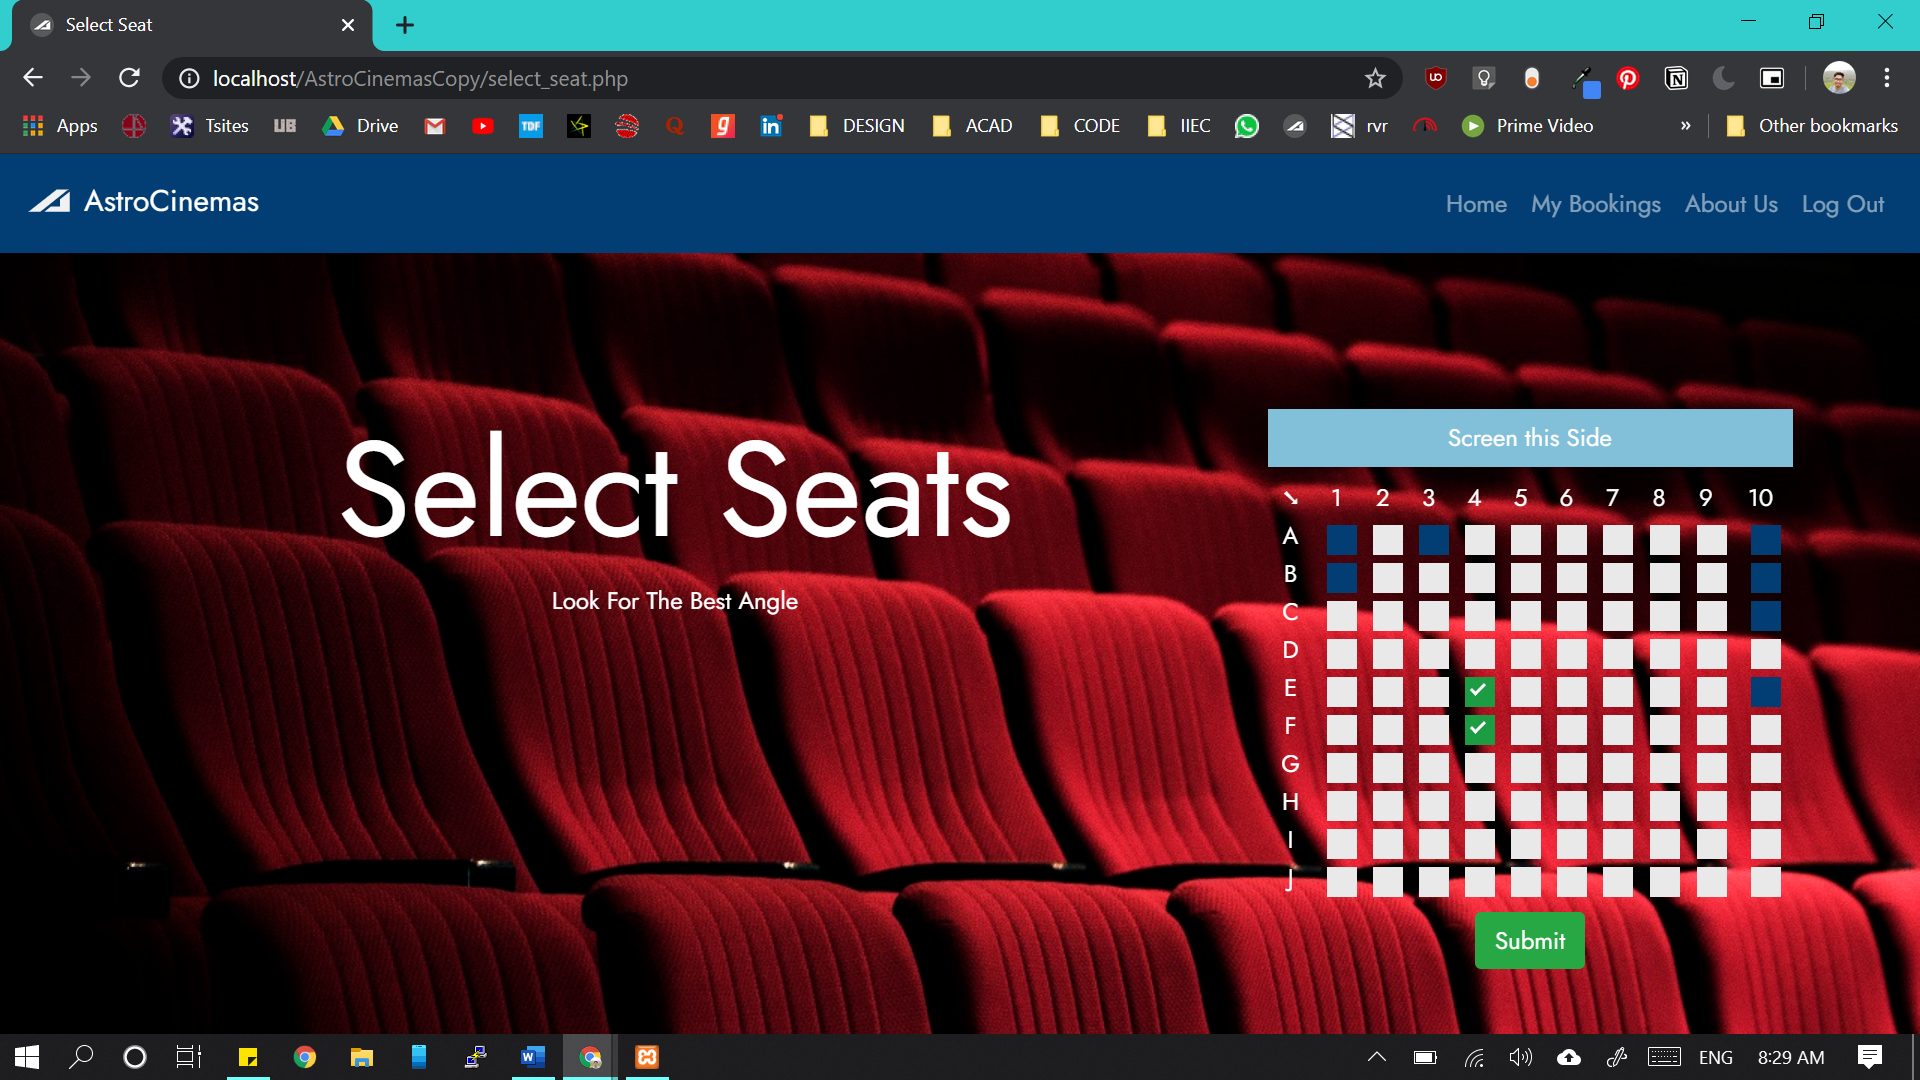 Select Seat
localhost/AstroCinemasCopy/select_seat.php
Apps Tsites UB Drive TDF DESIGN ACAD CODE IIEC rvr Prime Video » Other bookmarks
AstroCinemas Home My Bookings About Us Log Out
Screen this Side
Select Seats
Look For The Best Angle
1 2 3 4 5 6 7 8 9 10
A
B
C
D
E
F
G
H
I
J
Submit
ENG 8:29 AM